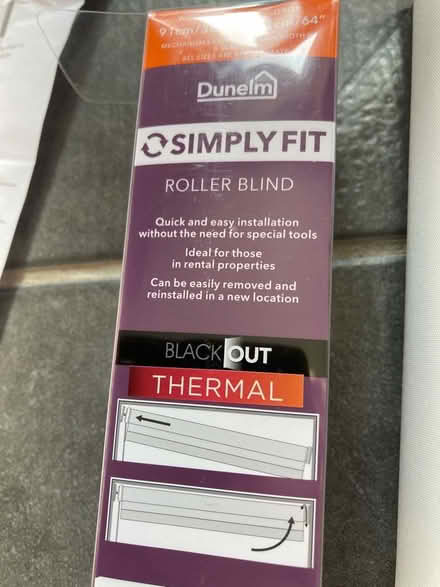 Dunelm
SIMPLY FIT
ROLLER BLIND
Quick and easy installation
without the need for special tools
Ideal for those
in rental properties
Can be easily removed and
reinstalled in a new location
BLACKOUT
THERMAL